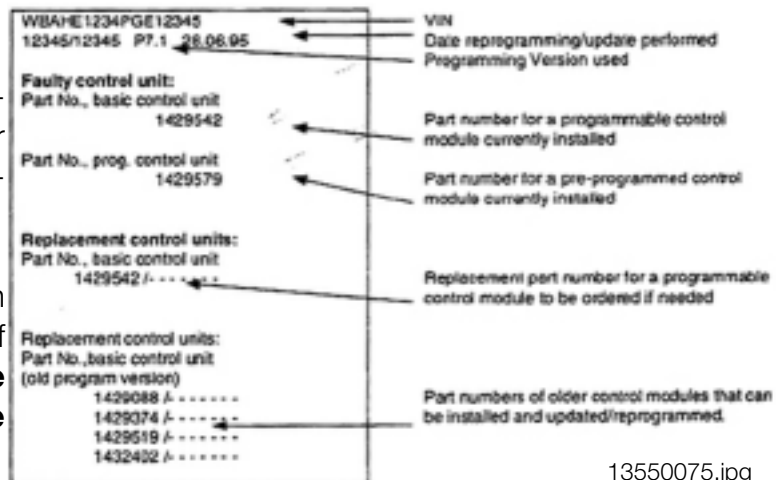 WBAHE1234PGE12345
12345/12345 P7.1 28.06.95
Faulty control unit:
Part No., basic control unit
1429542
Part No., prog. control unit
1429579
Replacement control units:
Part No., basic control unit
1429542 /- - - - - - -
Replacement control units:
Part No.,basic control unit
(old program version)
1429088 /- - - - - - -
1429374 /- - - - - - -
1429519 /- - - - - - -
1432402 /- - - - - - -
VIN
Date reprogramming/update performed
Programming Version used
Part number for a programmable control
module currently installed
Part number for a pre-programmed control
module currently installed
Replacement part number for a programmable
control module to be ordered if needed
Part numbers of older control modules that can
be installed and updated/reprogrammed.
13550075.jpg